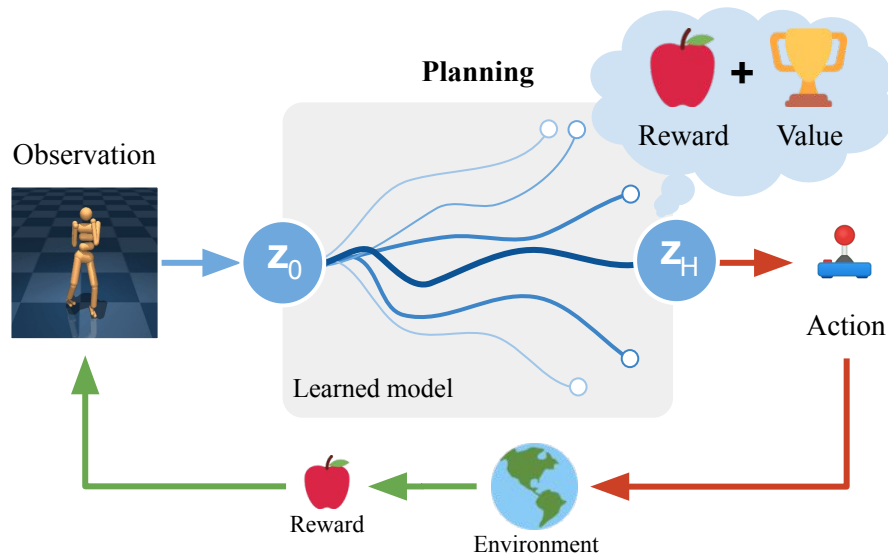 Planning
Reward + Value
Observation
z0
zH
Action
Learned model
Reward
Environment